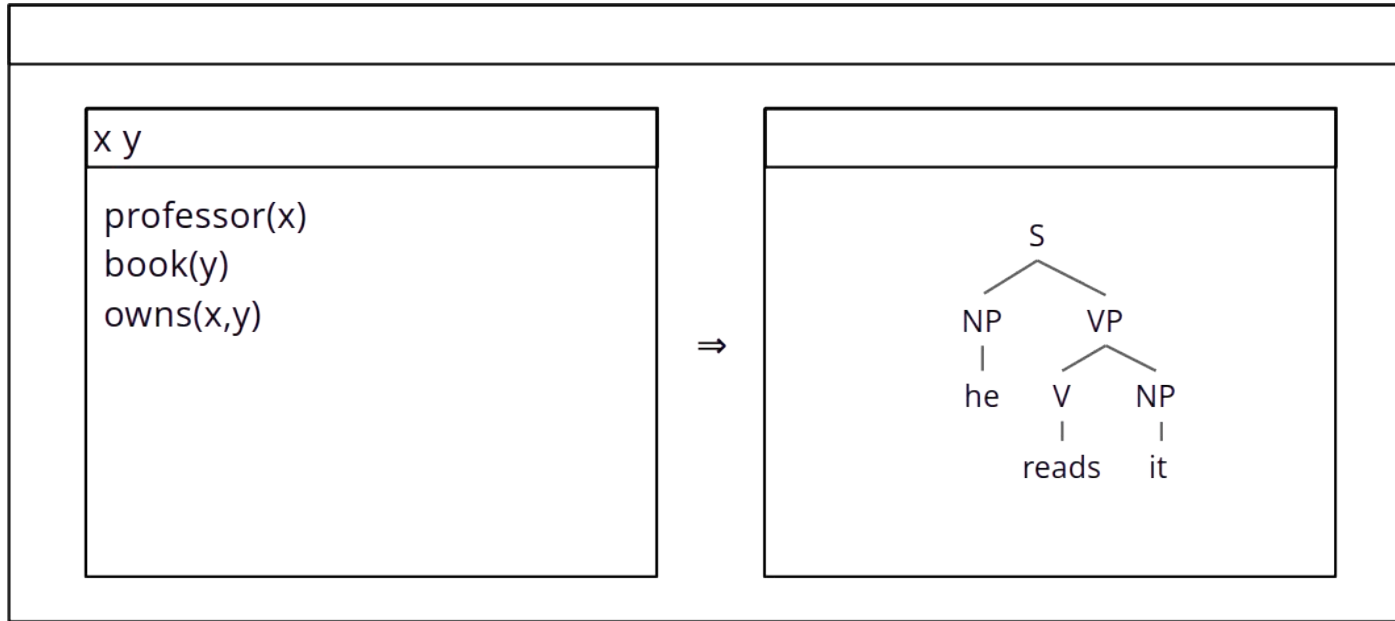 x y
professor(x)
book(y)
owns(x,y)
⇒
S
NP VP
he V NP
reads it